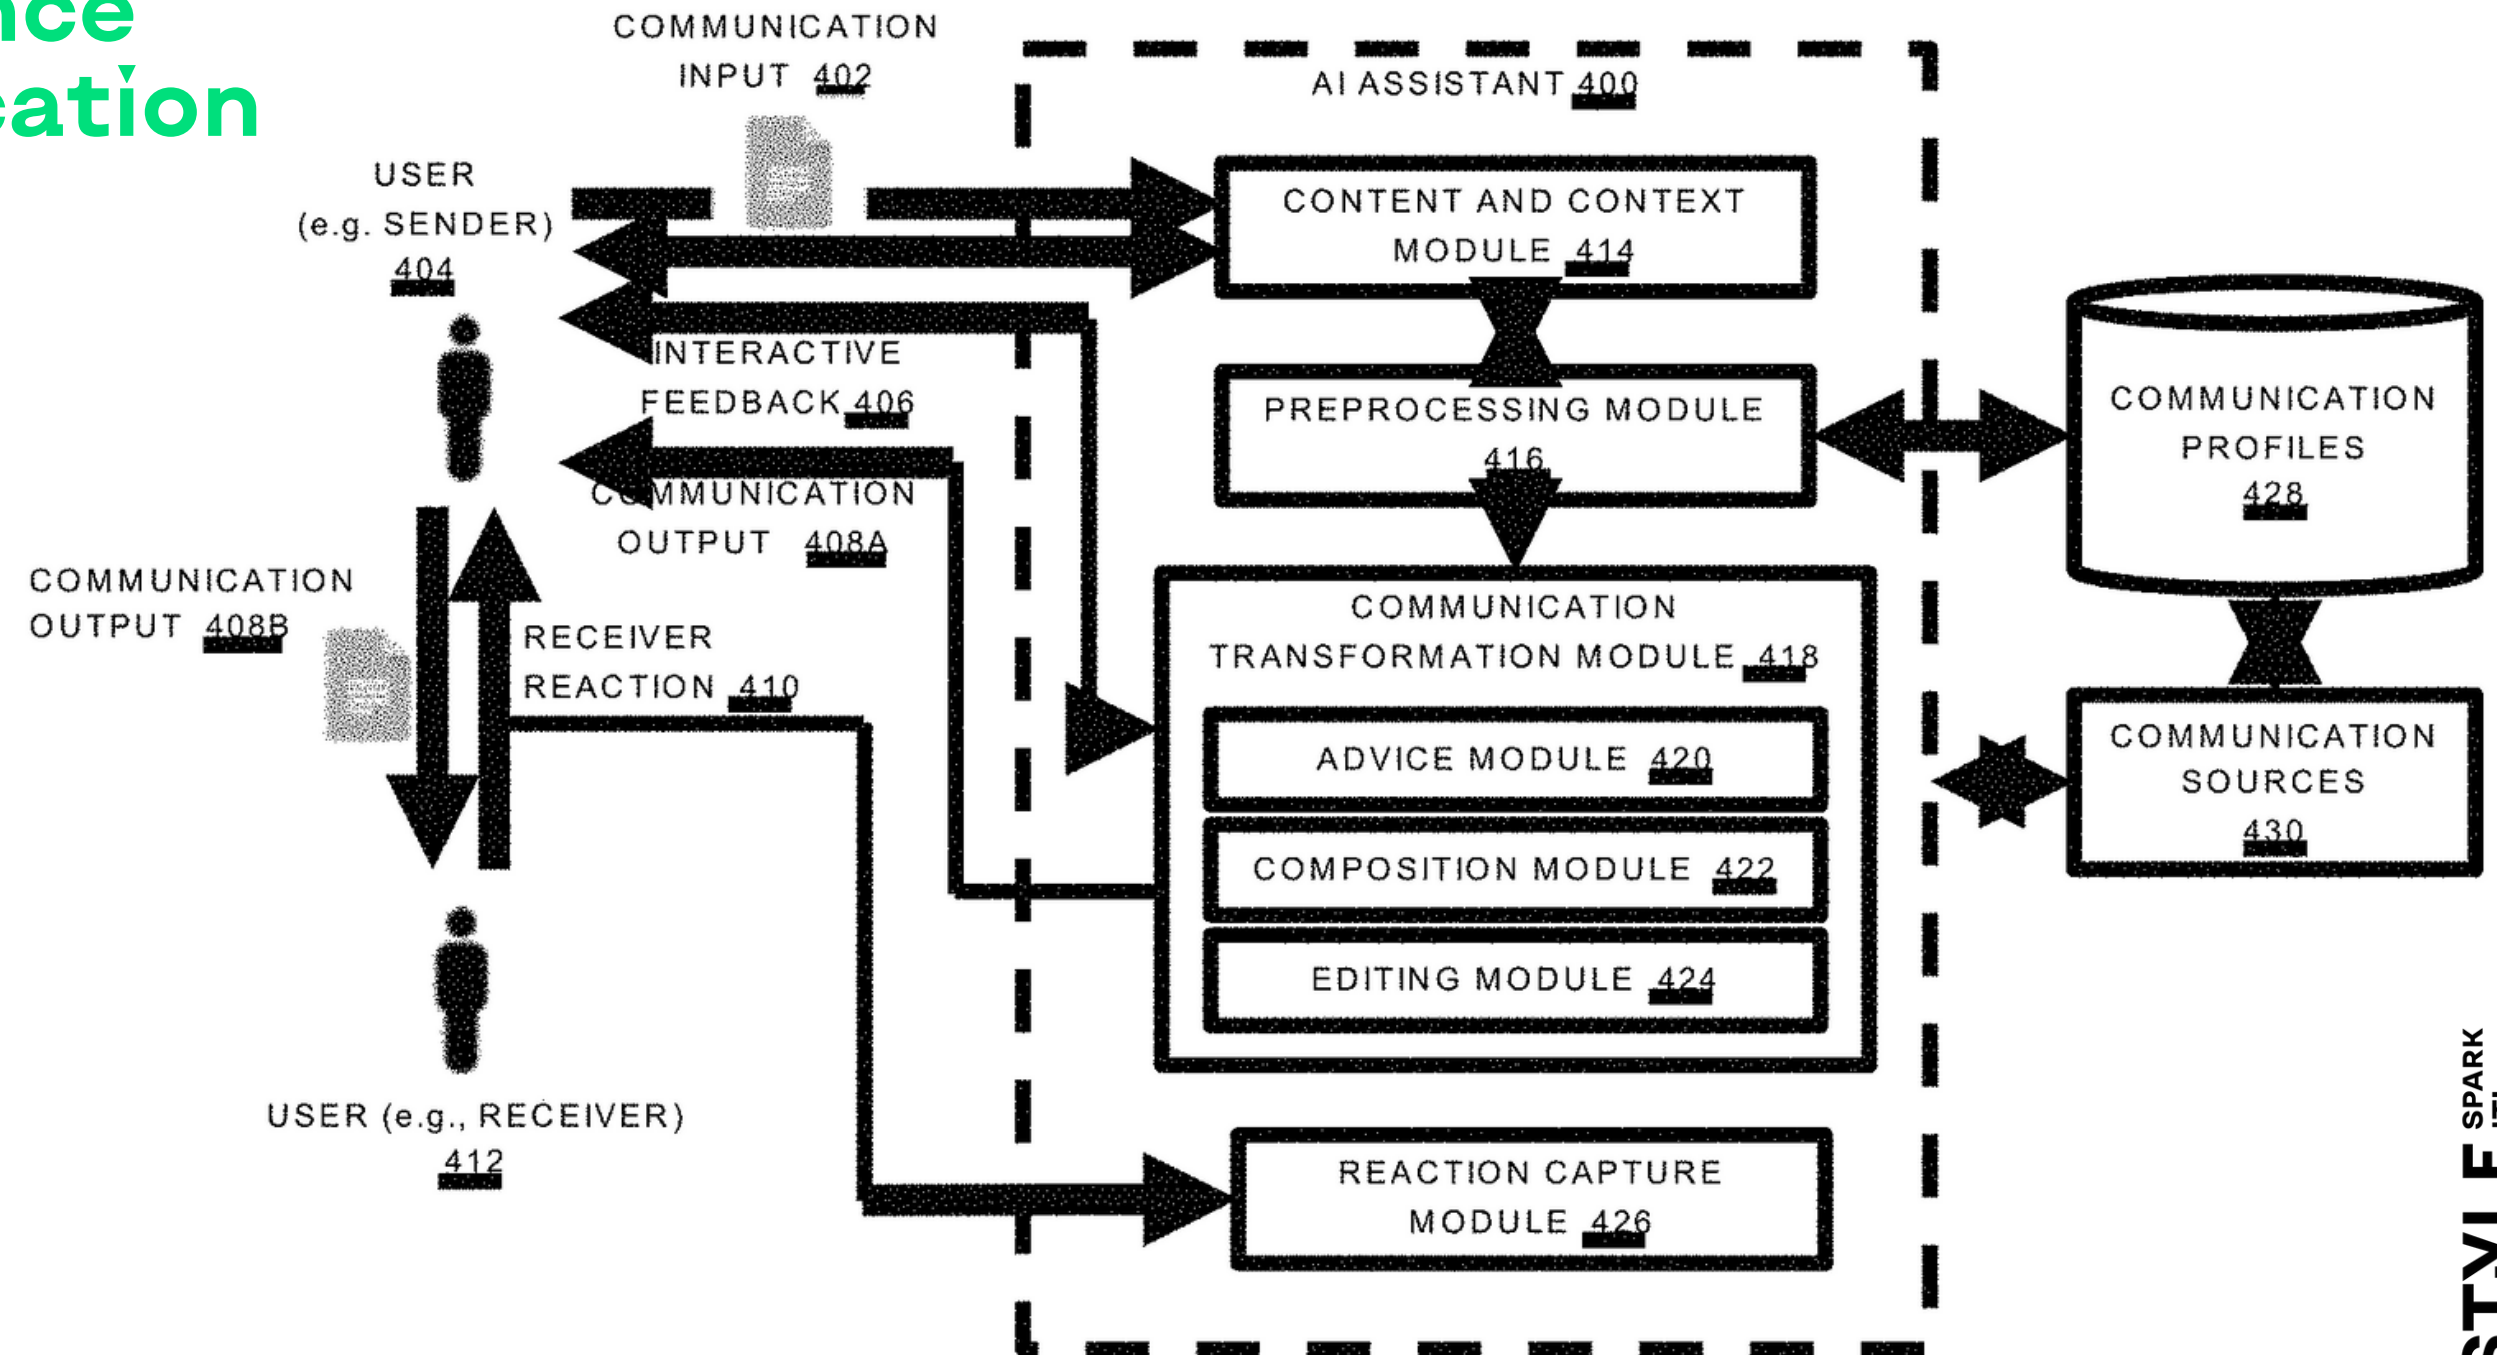 COMMUNICATION
INPUT 402
AI ASSISTANT 400
USER
(e.g. SENDER)
404
CONTENT AND CONTEXT
MODULE 414
INTERACTIVE
FEEDBACK 406
PREPROCESSING MODULE
416
COMMUNICATION
PROFILES
428
COMMUNICATION
OUTPUT 408A
COMMUNICATION
OUTPUT 408B
RECEIVER
REACTION 410
COMMUNICATION
TRANSFORMATION MODULE 418
ADVICE MODULE 420
COMPOSITION MODULE 422
EDITING MODULE 424
COMMUNICATION
SOURCES
430
USER (e.g., RECEIVER)
412
REACTION CAPTURE
MODULE 426
SPARK